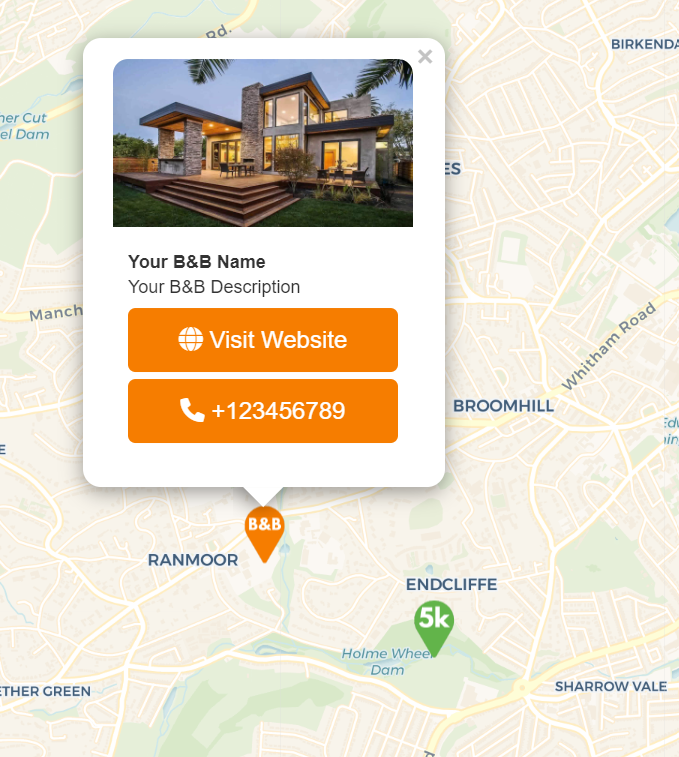 Rd.
BIRKENDA
her Cut
el Dam
ES
Your B&B Name
Your B&B Description
Visit Website
Manch
Whitham Road
+123456789
BROOMHILL
B&B
RANMOOR
ENDCLIFFE
5k
Holme Wheel
Dam
ETHER GREEN
SHARROW VALE